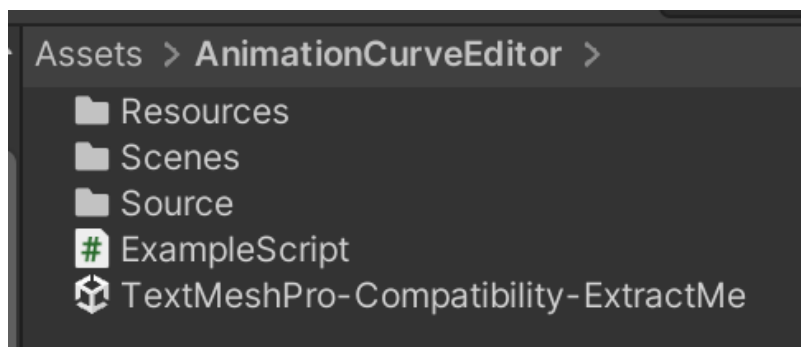 Assets > AnimationCurveEditor >
Resources
Scenes
Source
# ExampleScript
TextMeshPro-Compatibility-ExtractMe